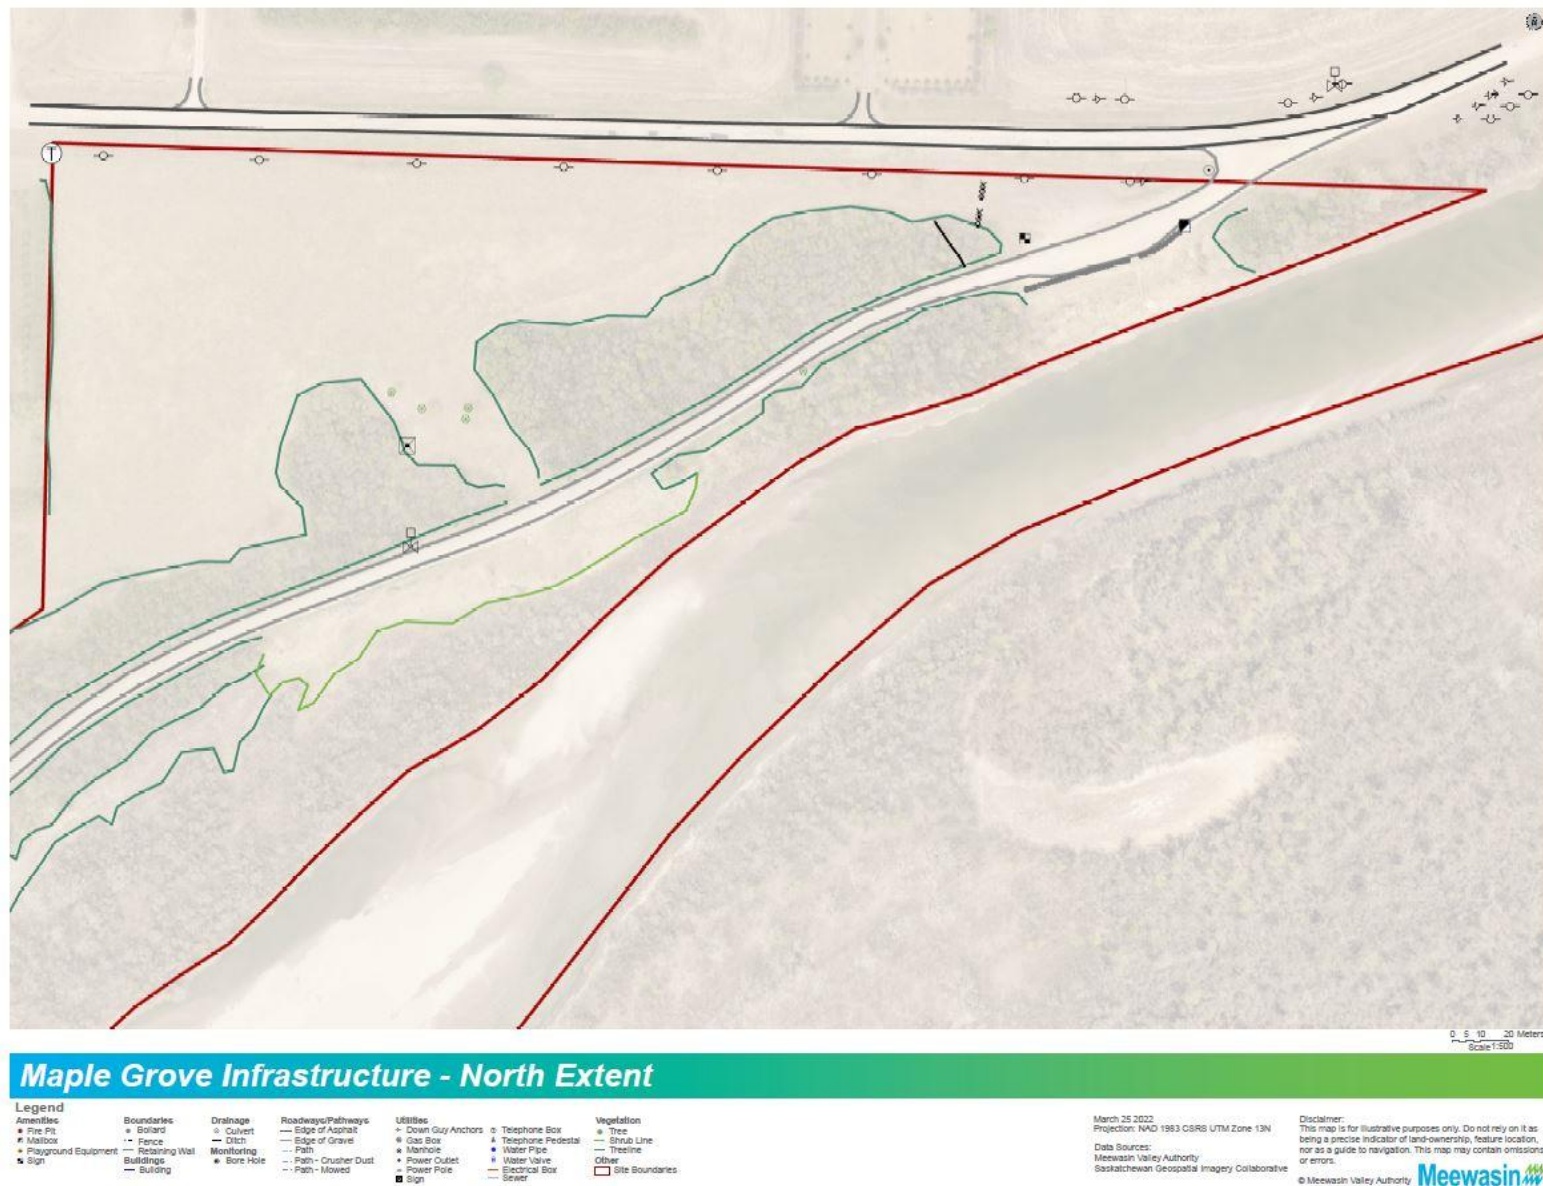 T
0 5 10 20 Meters
Scale 1:500
Maple Grove Infrastructure - North Extent
Legend
Amenities
Fire Pit
Mailbox
Playground Equipment
Sign
Boundaries
Bollard
Fence
Retaining Wall
Buildings
Building
Drainage
Culvert
Ditch
Monitoring
Bore Hole
Roadways/Pathways
Edge of Asphalt
Edge of Gravel
Path
Path - Crusher Dust
Path - Mowed
Utilities
Down Guy Anchors
Gas Box
Manhole
Power Outlet
Power Pole
Sign
Telephone Box
Telephone Pedestal
Water Pipe
Water Valve
Electrical Box
Sewer
Vegetation
Tree
Shrub Line
Treeline
Other
Site Boundaries
March 25 2022
Projection: NAD 1983 CSRS UTM Zone 13N
Data Sources:
Meewasin Valley Authority
Saskatchewan Geospatial Imagery Collaborative
Disclaimer:
This map is for illustrative purposes only. Do not rely on it as
being a precise indicator of land-ownership, feature location,
nor as a guide to navigation. This map may contain omissions
or errors.
© Meewasin Valley Authority
Meewasin